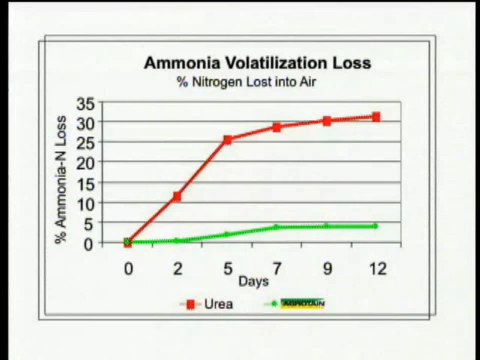 Ammonia Volatilization Loss
% Nitrogen Lost into Air
% Ammonia-N Loss
35
30
25
20
15
10
5
0
0 2 5 7 9 12
Days
Urea AGROTAIN